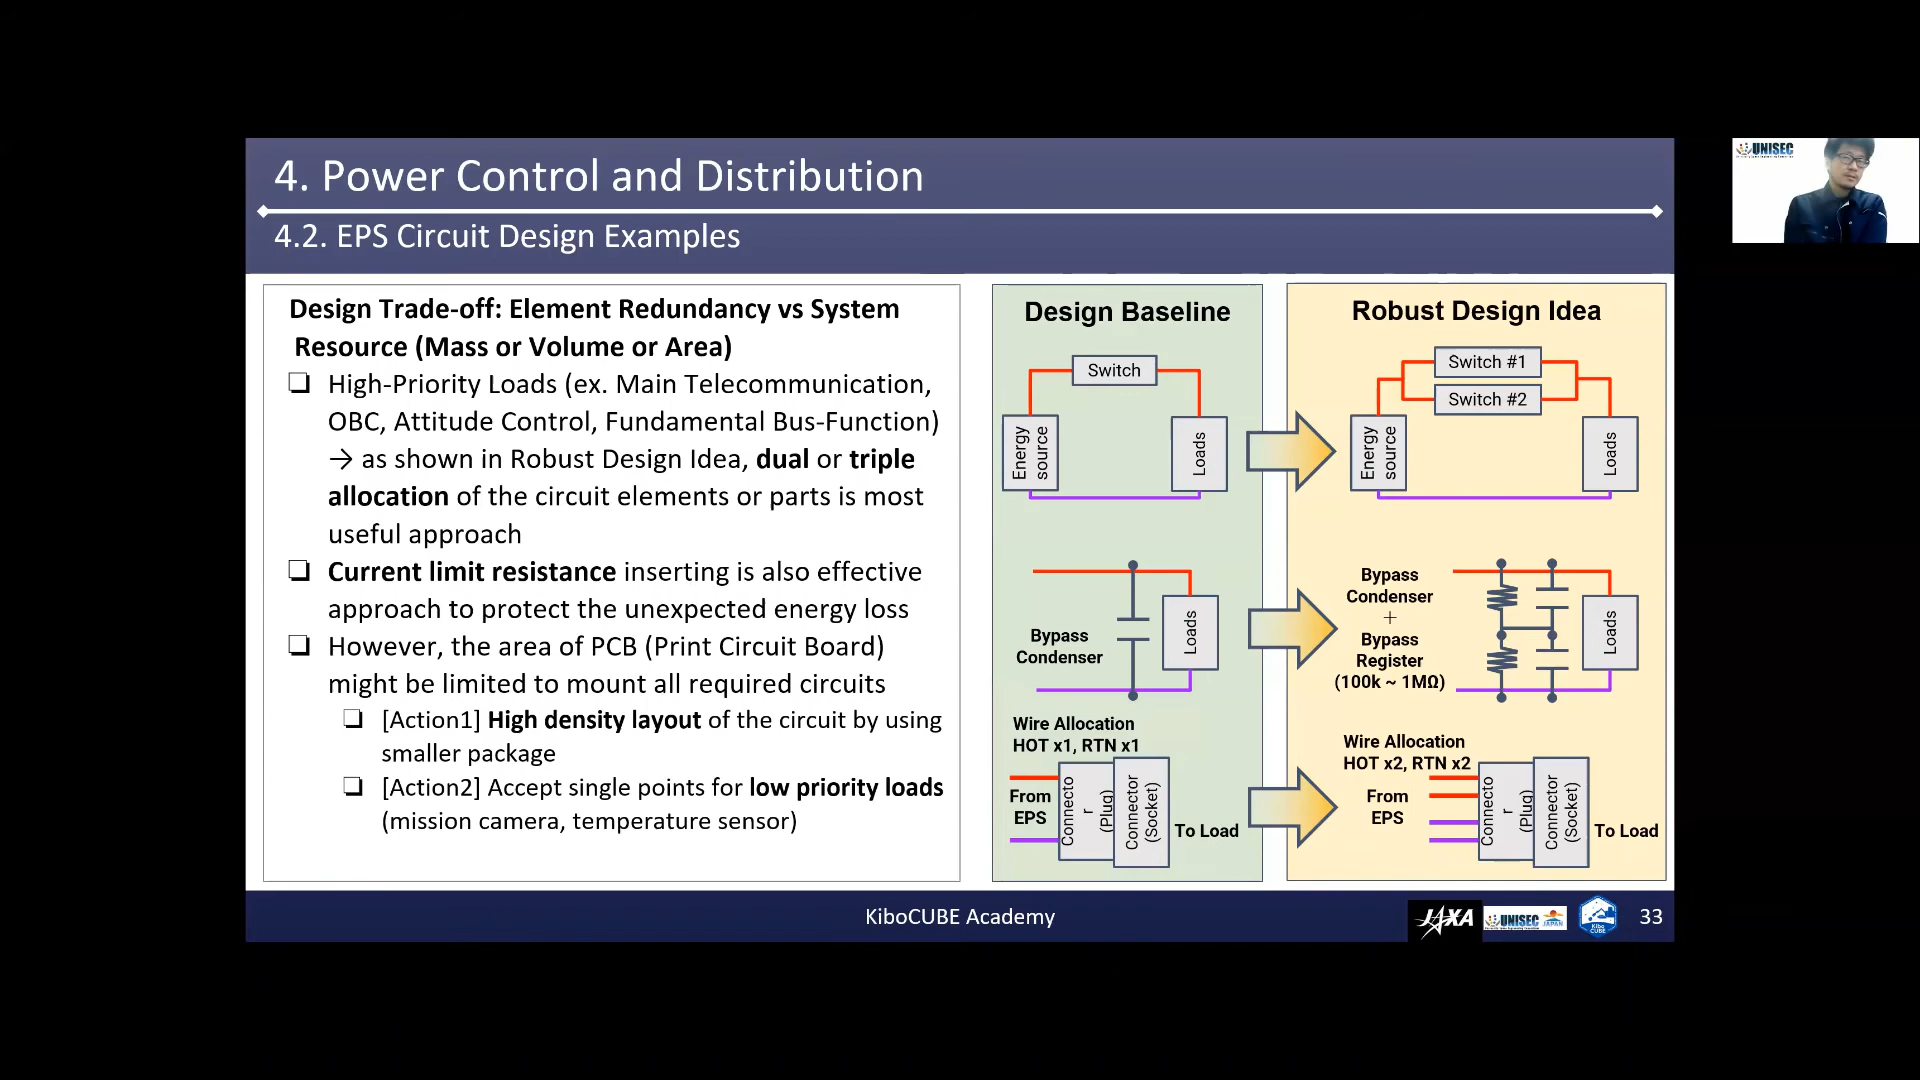 4. Power Control and Distribution
4.2. EPS Circuit Design Examples
UNISEC
Design Trade-off: Element Redundancy vs System
Resource (Mass or Volume or Area)
❑ High-Priority Loads (ex. Main Telecommunication,
OBC, Attitude Control, Fundamental Bus-Function)
→ as shown in Robust Design Idea, dual or triple
allocation of the circuit elements or parts is most
useful approach
❑ Current limit resistance inserting is also effective
approach to protect the unexpected energy loss
❑ However, the area of PCB (Print Circuit Board)
might be limited to mount all required circuits
❑ [Action1] High density layout of the circuit by using
smaller package
❑ [Action2] Accept single points for low priority loads
(mission camera, temperature sensor)
Design Baseline
Switch
Energy
source
Loads
Bypass
Condenser
Loads
Wire Allocation
HOT x1, RTN x1
From
EPS
Connecto
r
(Plug)
Connector
(Socket)
To Load
Robust Design Idea
Switch #1
Switch #2
Energy
source
Loads
Bypass
Condenser
+
Bypass
Register
(100k ~ 1MΩ)
Loads
Wire Allocation
HOT x2, RTN x2
From
EPS
Connecto
r
(Plug)
Connector
(Socket)
To Load
KiboCUBE Academy
JAXA
UNISEC
JAPAN
Kibo
CUBE
33